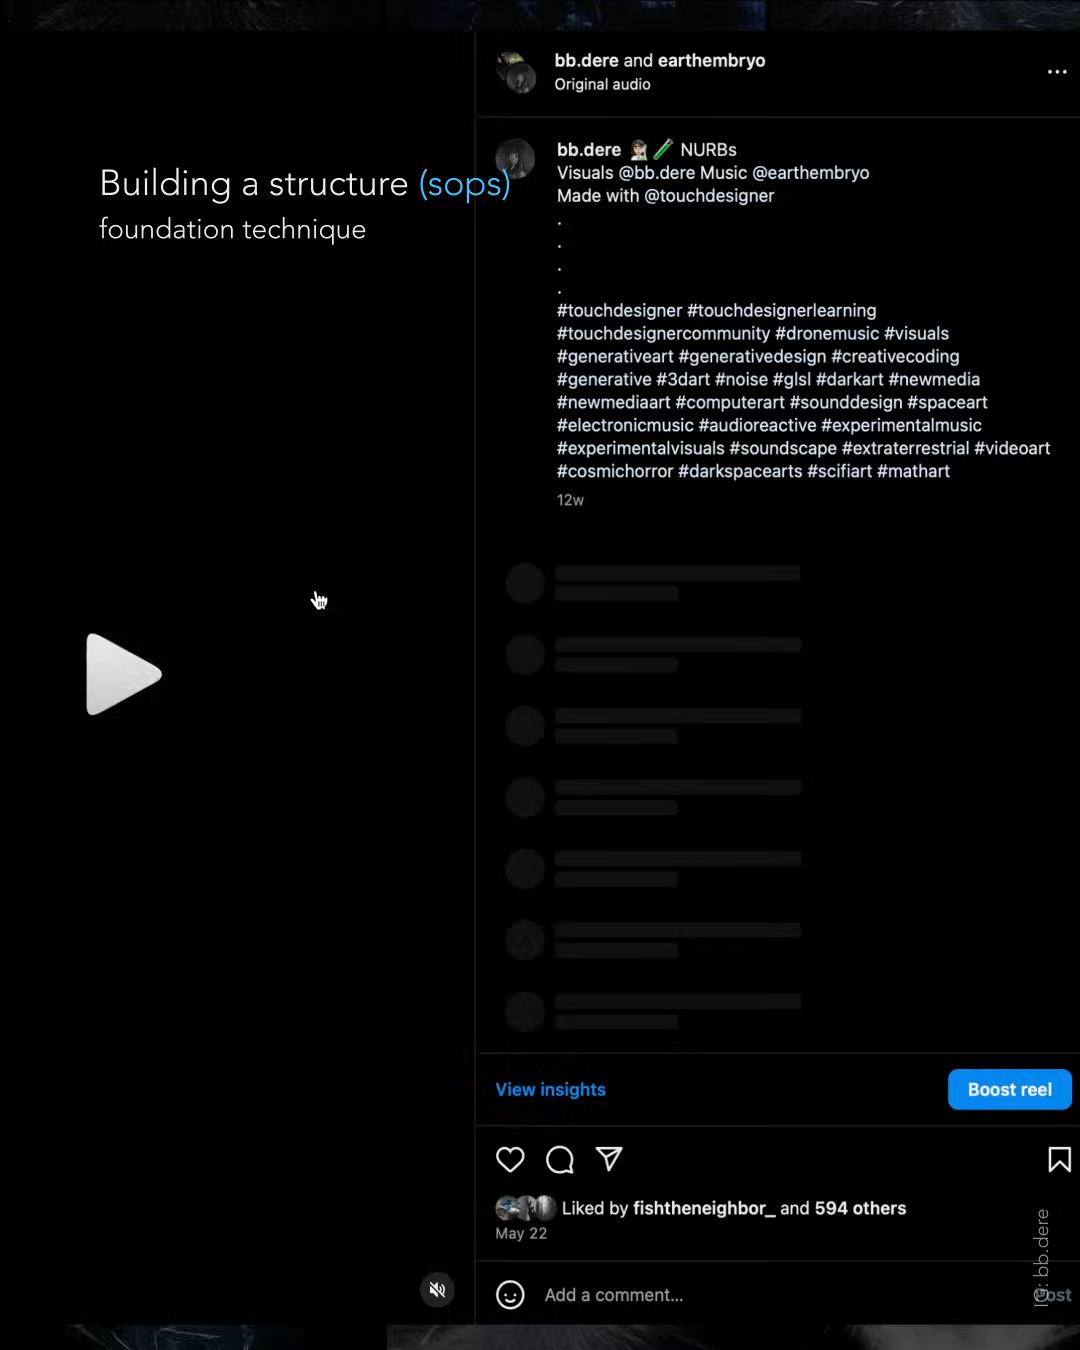 bb.dere and earthembryo
Original audio
Building a structure (sops)
foundation technique
bb.dere 👩🏻‍🔬🧪 NURBs
Visuals @bb.dere Music @earthembryo
Made with @touchdesigner
.
.
.
.
#touchdesigner #touchdesignerlearning
#touchdesignercommunity #dronemusic #visuals
#generativeart #generativedesign #creativecoding
#generative #3dart #noise #glsl #darkart #newmedia
#newmediaart #computerart #sounddesign #spaceart
#electronicmusic #audioreactive #experimentalmusic
#experimentalvisuals #soundscape #extraterrestrial #videoart
#cosmichorror #darkspacearts #scifiart #mathart
12w
View insights
Boost reel
Liked by fishtheneighbor_ and 594 others
May 22
Add a comment...
Post
IG: bb.dere